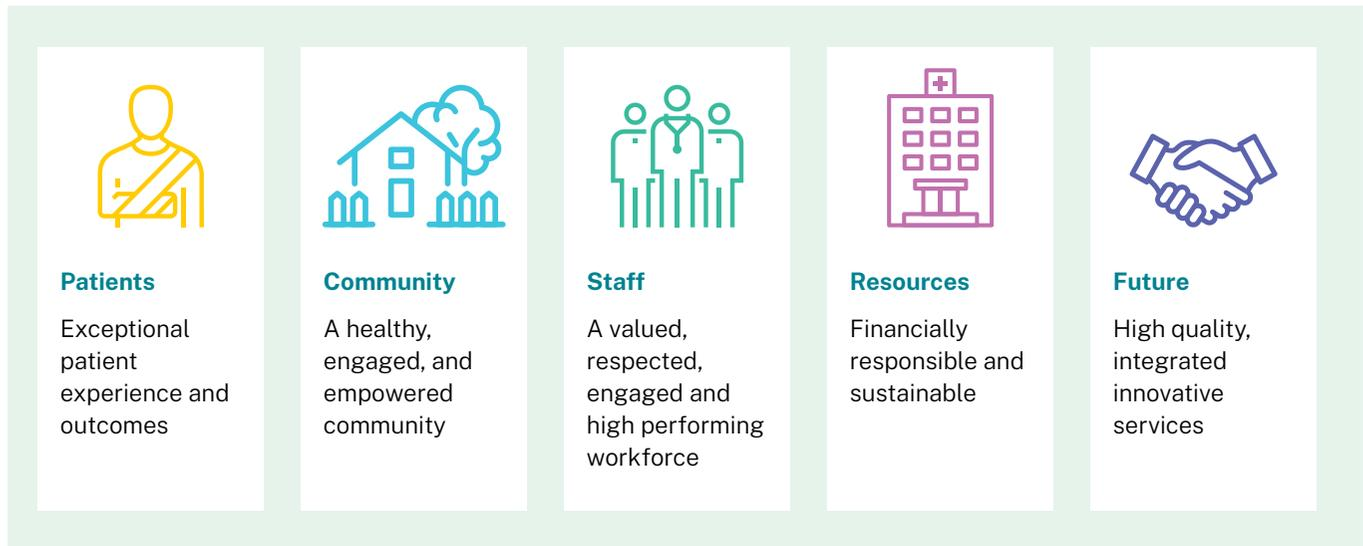 Patients
Exceptional
patient
experience and
outcomes
Community
A healthy,
engaged, and
empowered
community
Staff
A valued,
respected,
engaged and
high performing
workforce
Resources
Financially
responsible and
sustainable
Future
High quality,
integrated
innovative
services